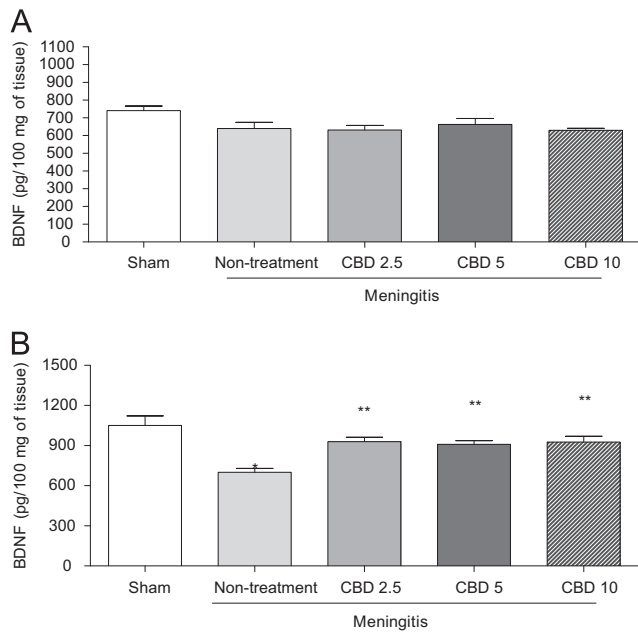 A
BDNF (pg/100 mg of tissue)
1100
1000
900
800
700
600
500
400
300
200
100
0
Sham Non-treatment CBD 2.5 CBD 5 CBD 10
Meningitis
B
BDNF (pg/100 mg of tissue)
1500
1200
900
600
300
0
* ** ** **
Sham Non-treatment CBD 2.5 CBD 5 CBD 10
Meningitis